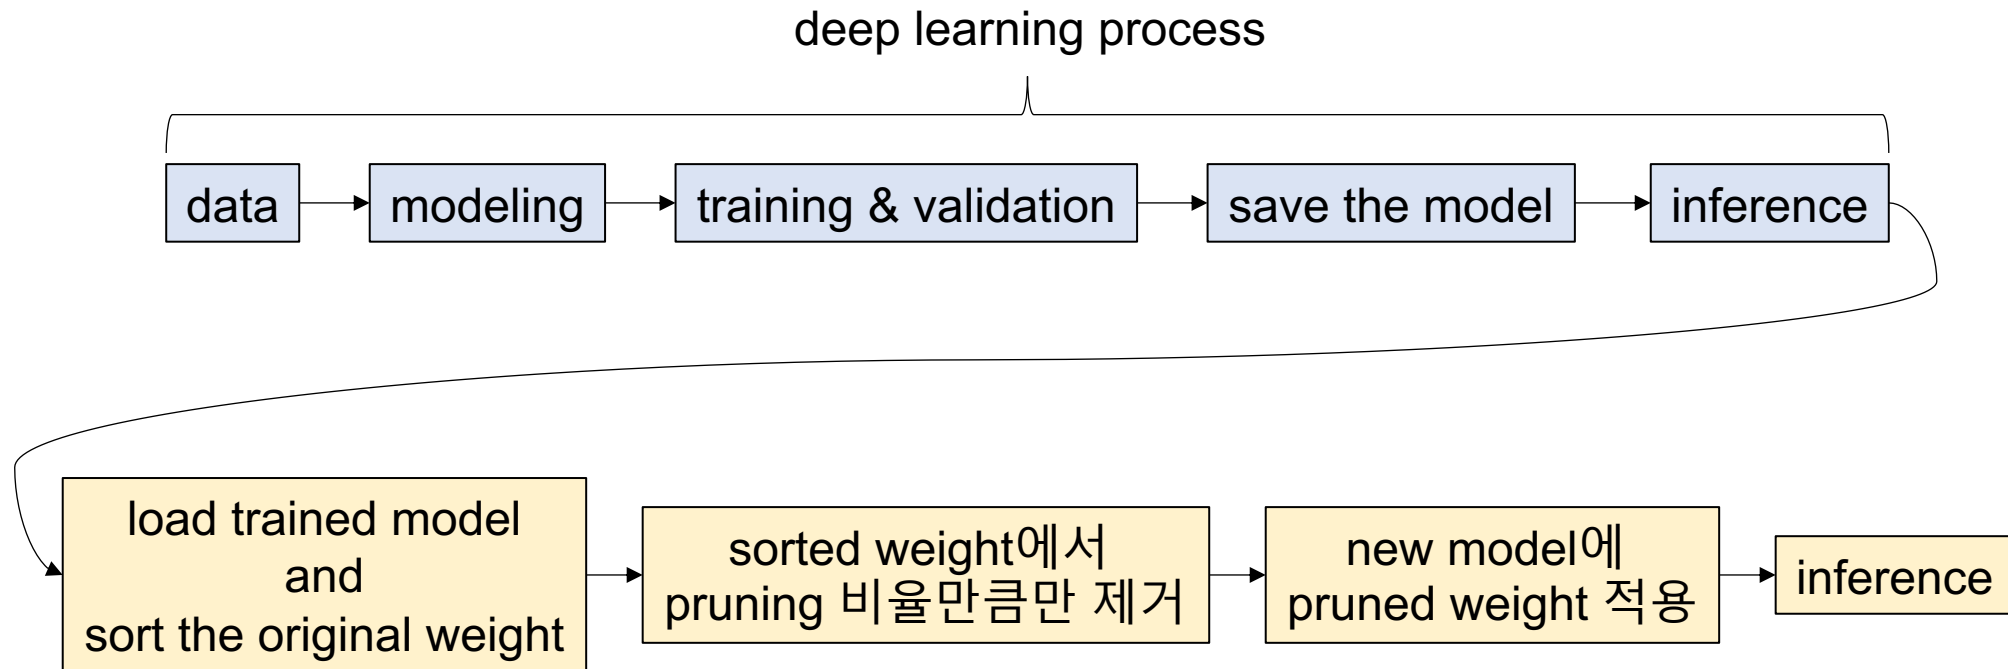 deep learning process
data
modeling
training & validation
save the model
inference
load trained model
and
sort the original weight
sorted weight에서
pruning 비율만큼만 제거
new model에
pruned weight 적용
inference